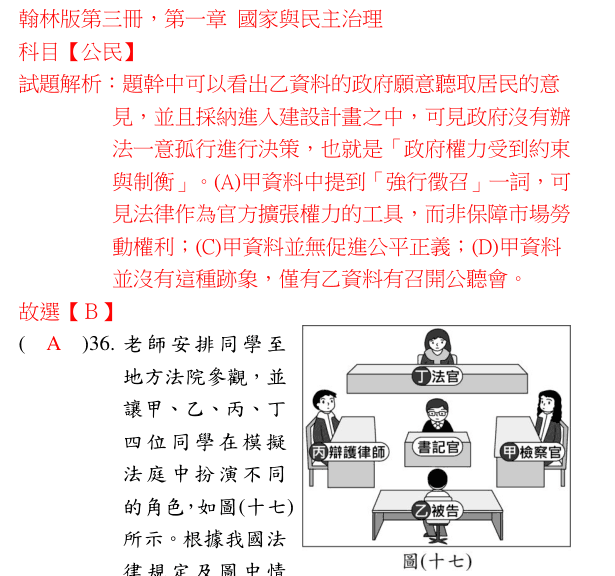 翰林版第三冊，第一章 國家與民主治理
科目【公民】
試題解析：題幹中可以看出乙資料的政府願意聽取居民的意
見，並且採納進入建設計畫之中，可見政府沒有辦
法一意孤行進行決策，也就是「政府權力受到約束
與制衡」。(A)甲資料中提到「強行徵召」一詞，可
見法律作為官方擴張權力的工具，而非保障市場勞
動權利；(C)甲資料並無促進公平正義；(D)甲資料
並沒有這種跡象，僅有乙資料有召開公聽會。
故選【B】
( A )36. 老師安排同學至
地方法院參觀，並
讓甲、乙、丙、丁
四位同學在模擬
法庭中扮演不同
的角色，如圖(十七)
所示。根據我國法
律規定及圖中情
丁法官
丙辯護律師
書記官
甲檢察官
乙被告
圖(十七)